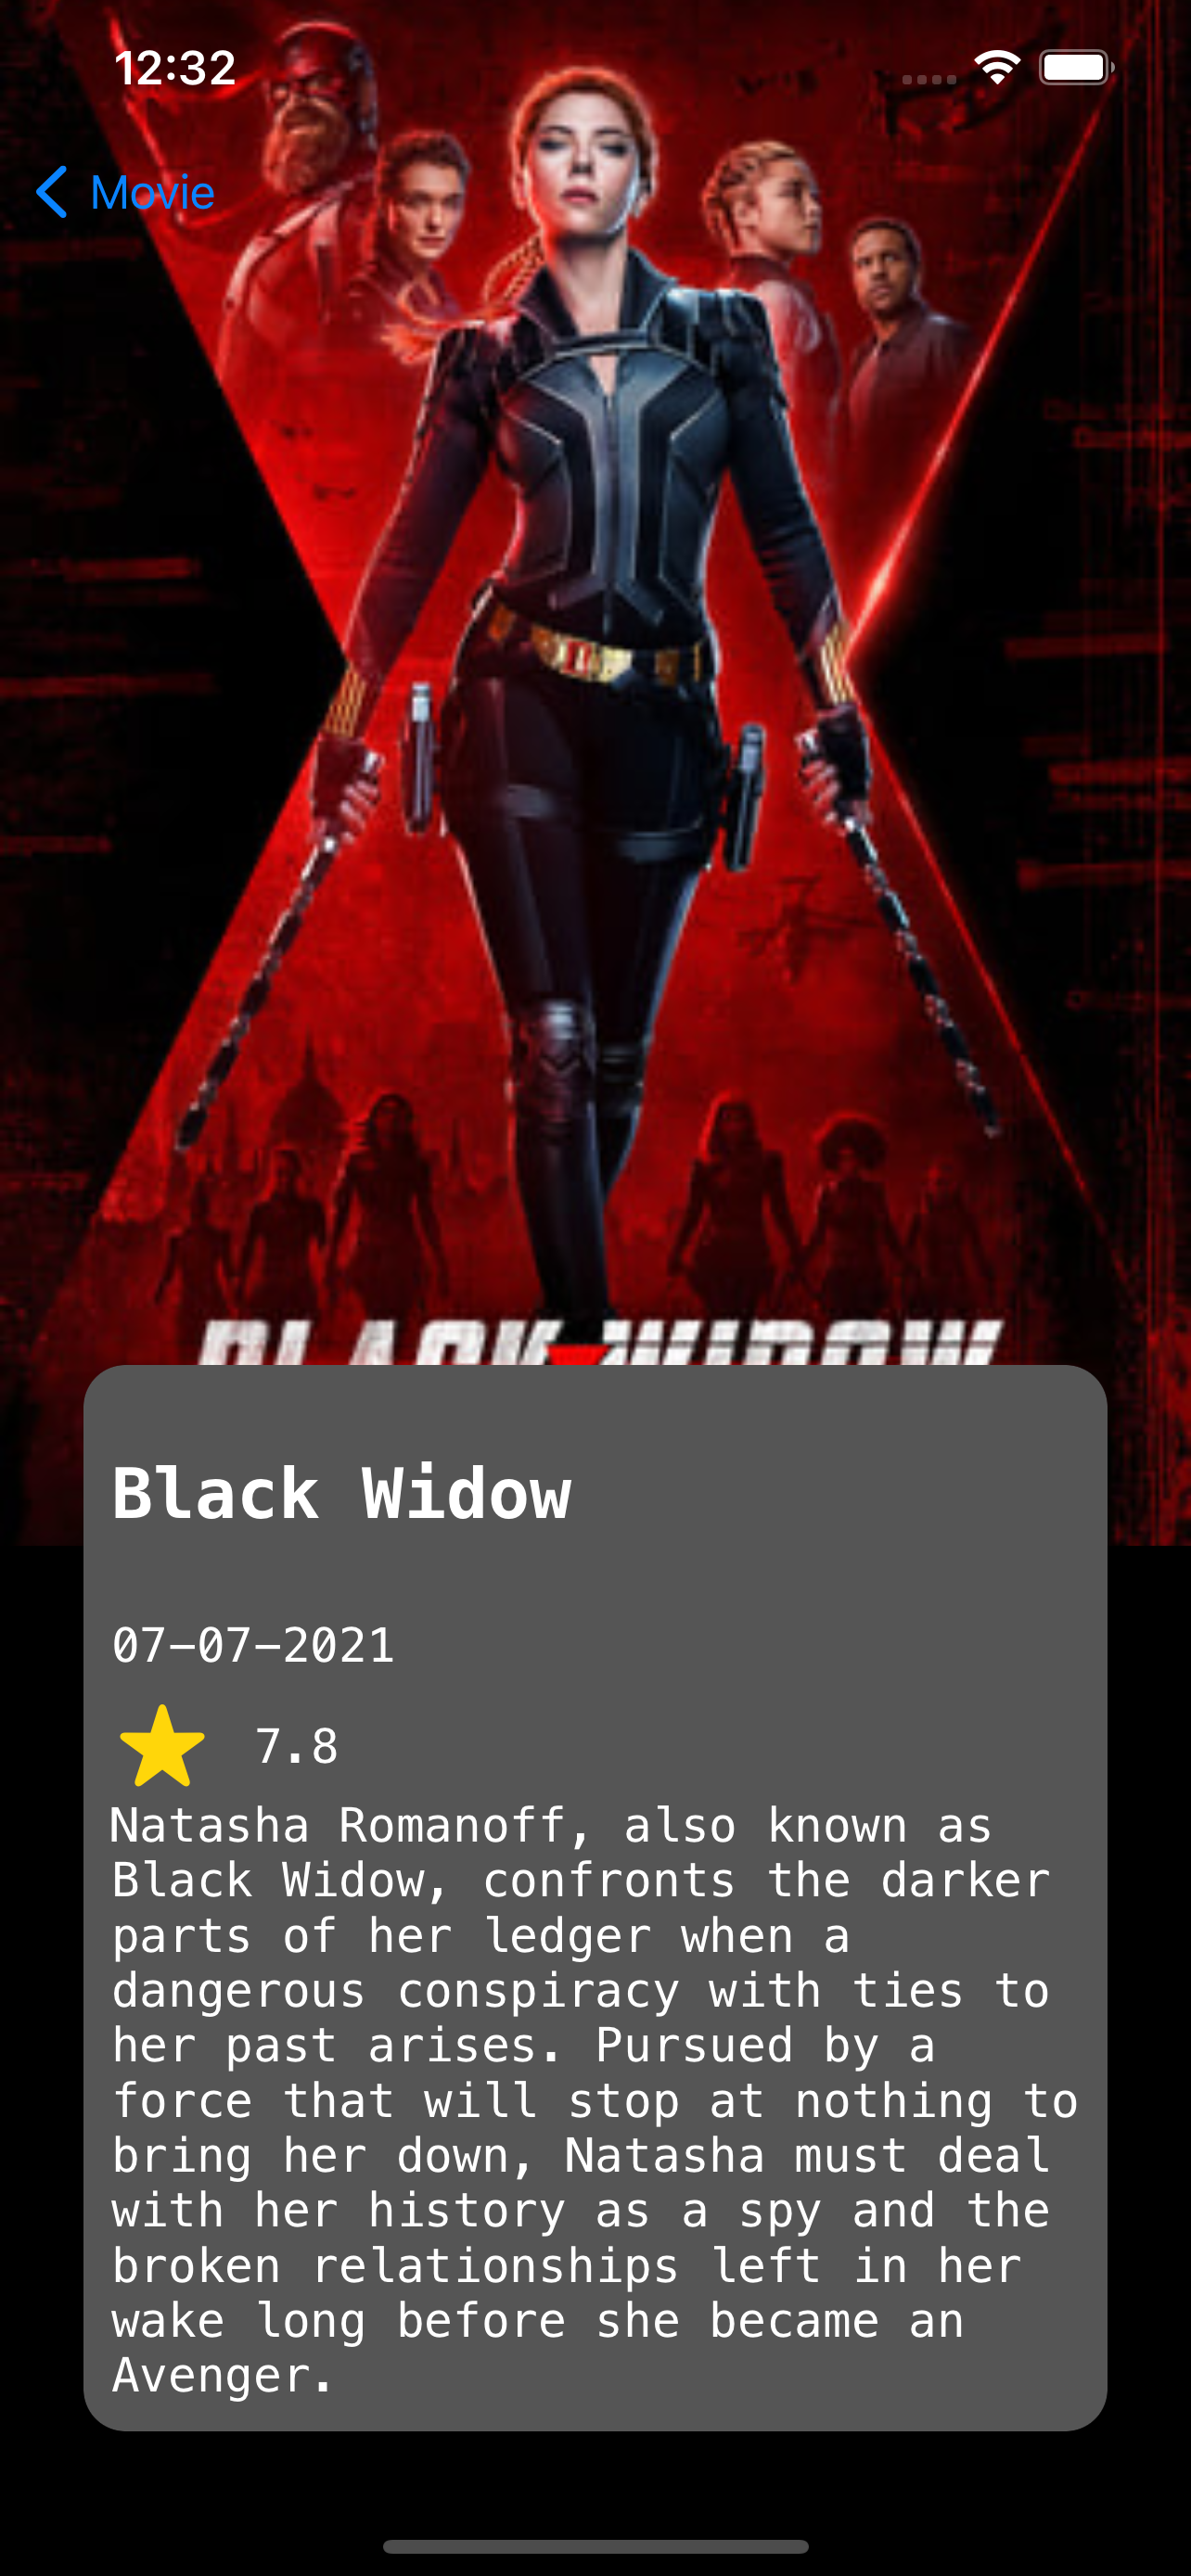 12:32
Movie
BLACK WIDOW
Black Widow
07-07-2021
7.8
Natasha Romanoff, also known as
Black Widow, confronts the darker
parts of her ledger when a
dangerous conspiracy with ties to
her past arises. Pursued by a
force that will stop at nothing to
bring her down, Natasha must deal
with her history as a spy and the
broken relationships left in her
wake long before she became an
Avenger.